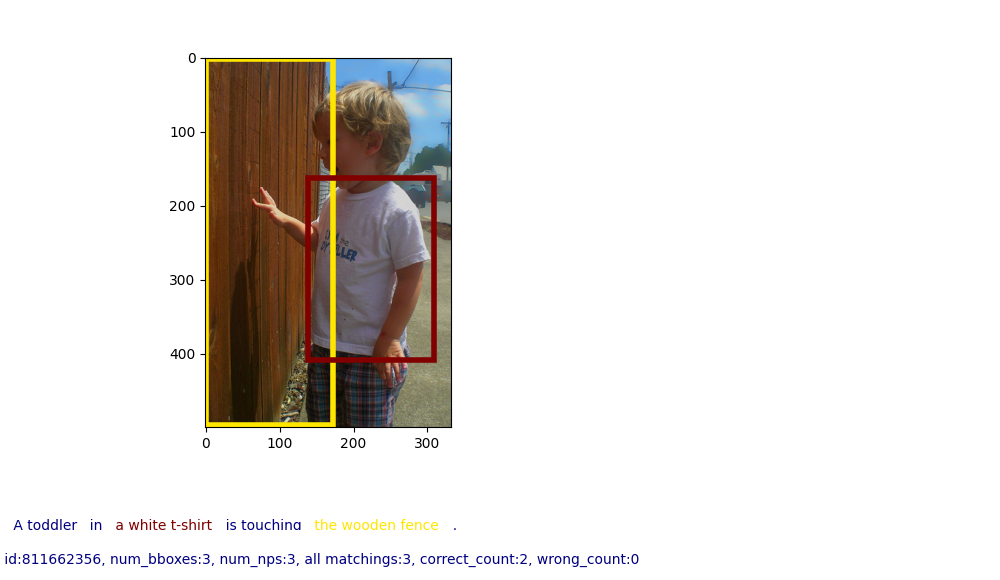 0
100
200
300
400
0 100 200 300
A toddler in a white t-shirt is touching the wooden fence .
id:811662356, num_bboxes:3, num_nps:3, all matchings:3, correct_count:2, wrong_count:0